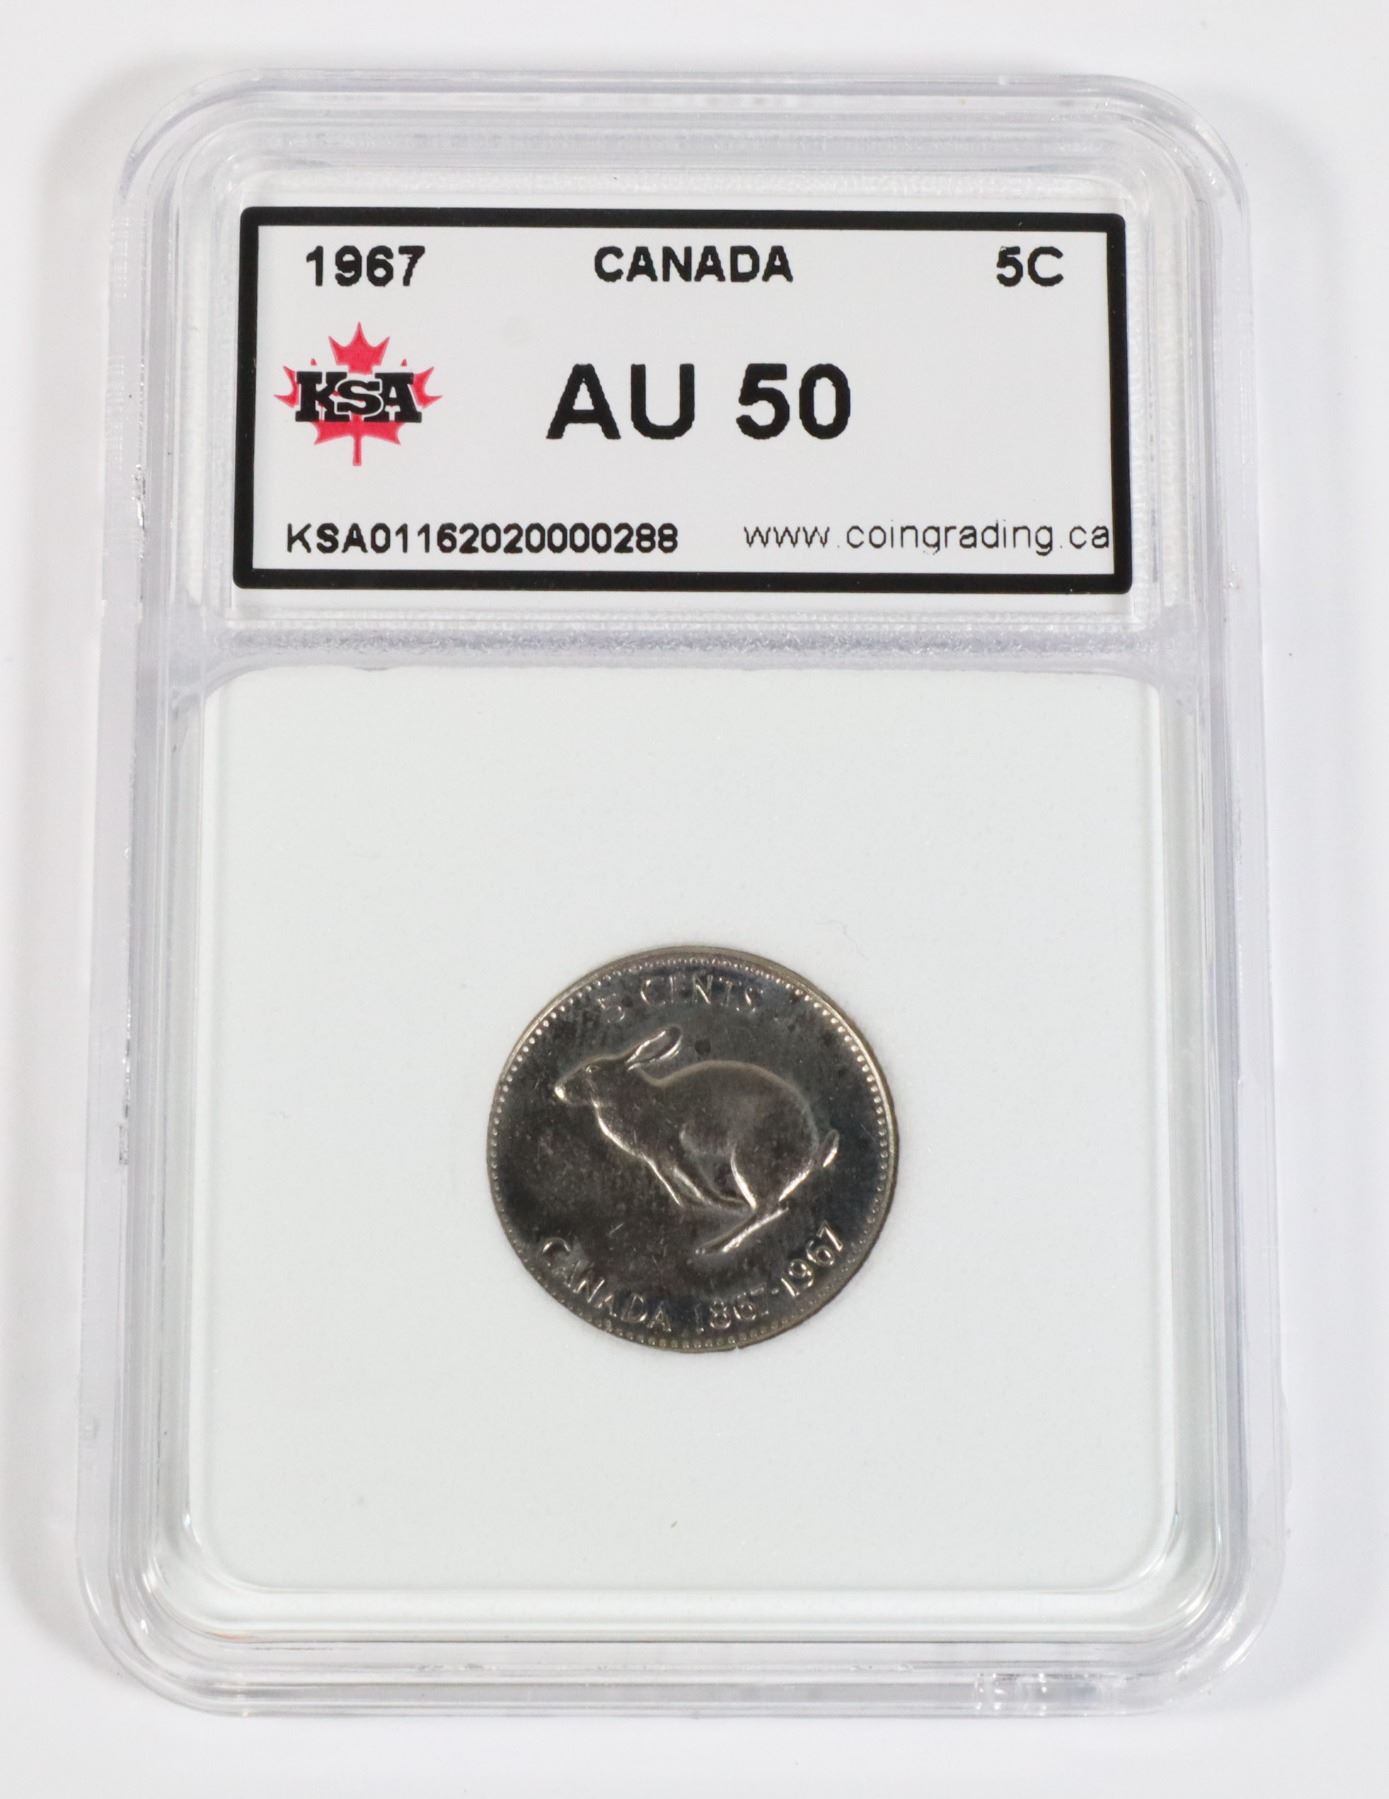 1967 CANADA 5C
KSA AU 50
KSA01162020000288 www.coingrading.ca
5 CENTS
CANADA 1867-1967